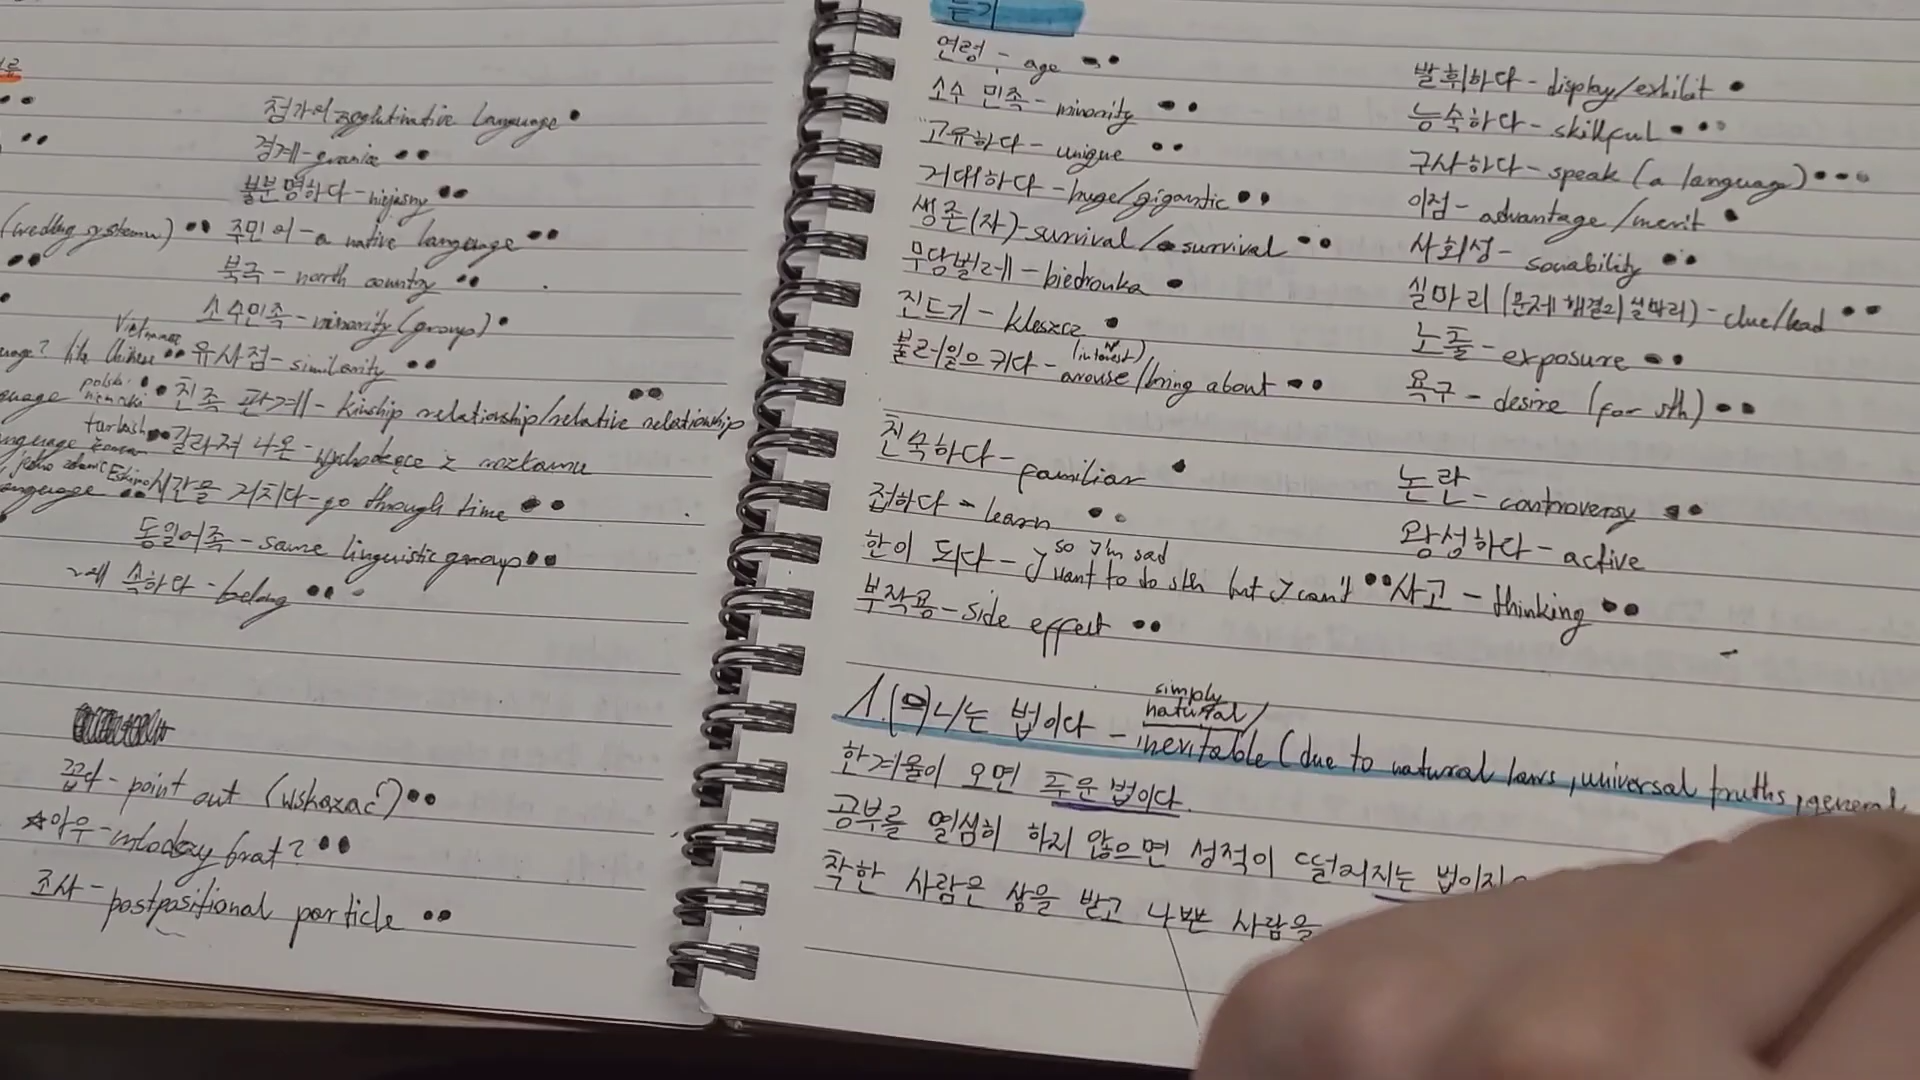 첨가어 agglutinative language
경계 - granica
불분명하다 - niejasny
(wedling systemu)
주민어 - a native language
북극 - north country
소수민족 - minority (group)
Vietnamese
like Chinese
유사점 - similarity
polski
niemiecki
친족 관계 - kinship relationship/relative relationship
turkish
갈라져 나온 - wychodzące z
Eskimo
시간을 거치다 - go through time
동일어족 - same linguistic group
~에 속하다 - belong
꼽다 - point out (wskazać)
☆아우 - młodszy brat?
조사 - postpositional particle
듣기
연령 - age
소수 민족 - minority
고유하다 - unique
거대하다 - huge/gigantic
생존(자) - survival/a survival
무당벌레 - biedronka
진드기 - kleszcz
(interest)
불러일으키다 - arouse/bring about
친숙하다 - familiar
접하다 - learn
so I'm sad
한이 되다 - I want to do sth but I can't
부작용 - side effect
발휘하다 - display/exhibit
능숙하다 - skillful
구사하다 - speak (a language)
이점 - advantage/merit
사회성 - sociability
실마리 (문제 해결의 실마리) - clue/lead
노출 - exposure
욕구 - desire (for sth)
논란 - controversy
왕성하다 - active
사고 - thinking
simply
natural/
1. (으)나는 법이다 - inevitable (due to natural laws, universal truths, general
한겨울이 오면 추운 법이다.
공부를 열심히 하지 않으면 성적이 떨어지는 법이지
착한 사람은 상을 받고 나쁜 사람을